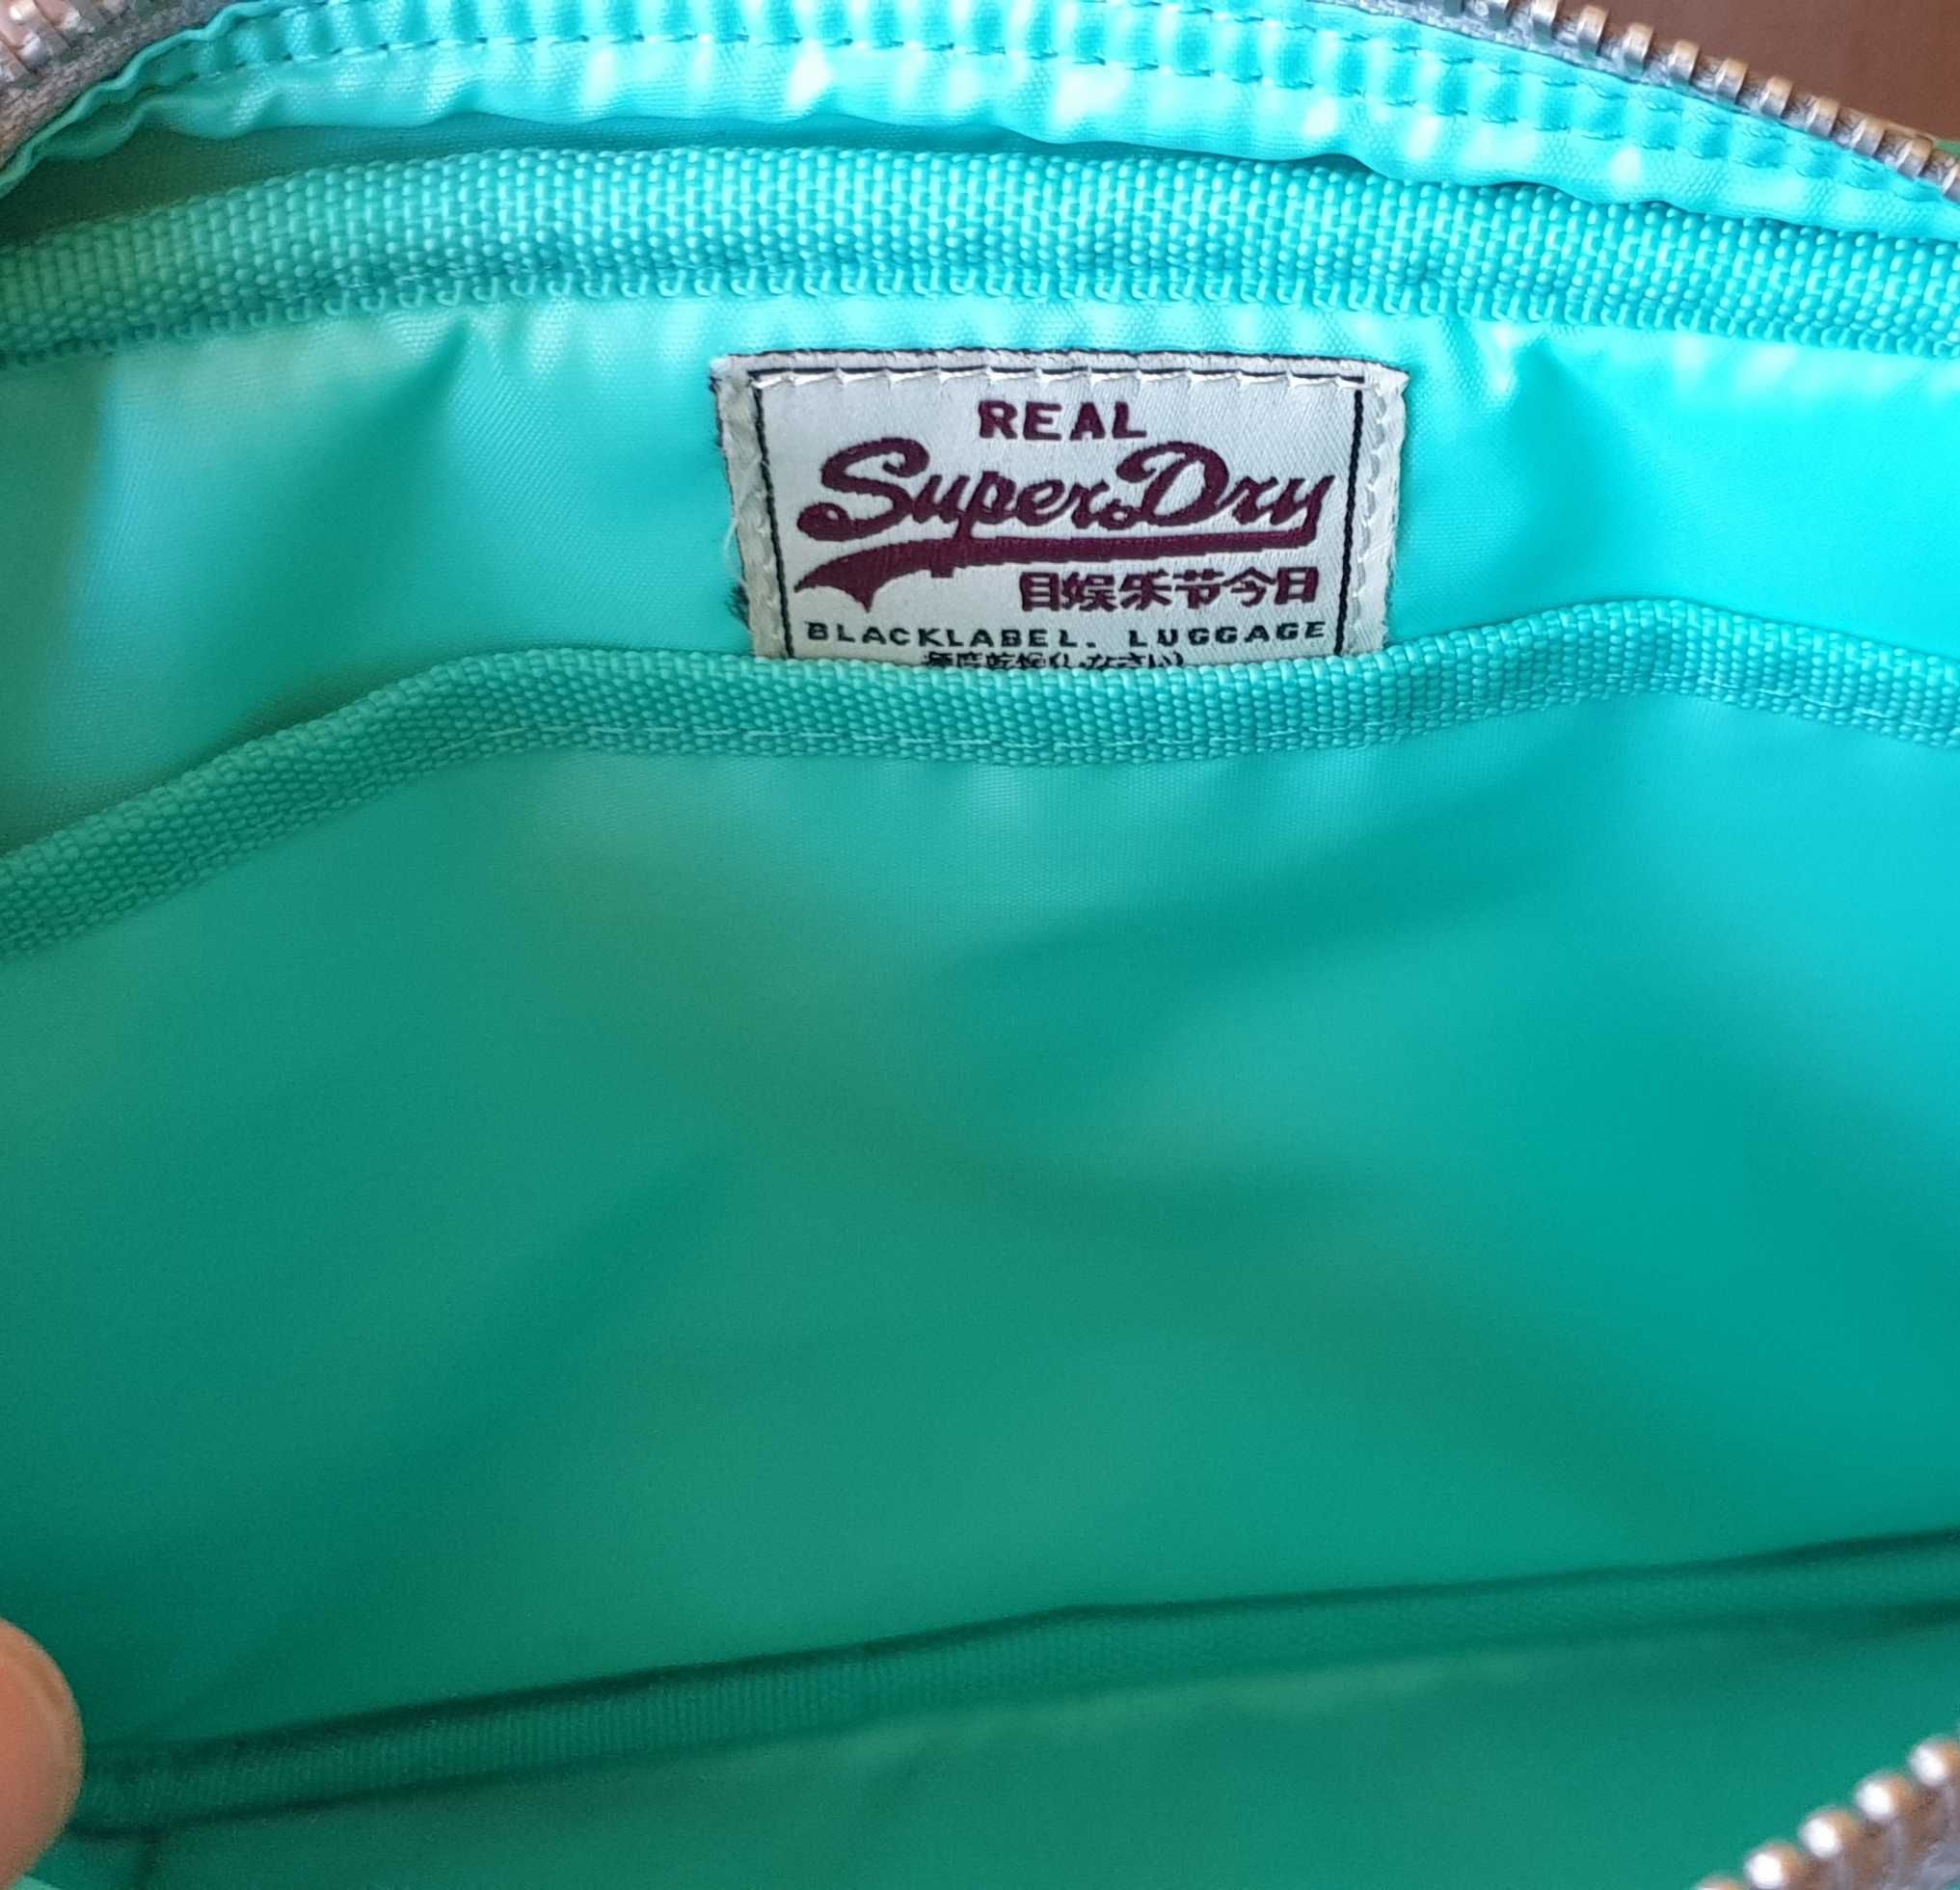 REAL
SuperDry
目娱乐节今日
BLACKLABEL. LUGGAGE